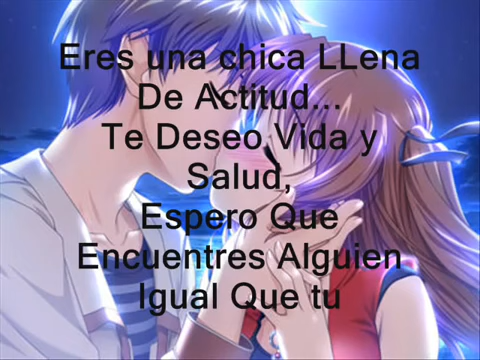 Eres una chica LLena
De Actitud...
Te Deseo Vida y
Salud,
Espero Que
Encuentres Alguien
Igual Que tu